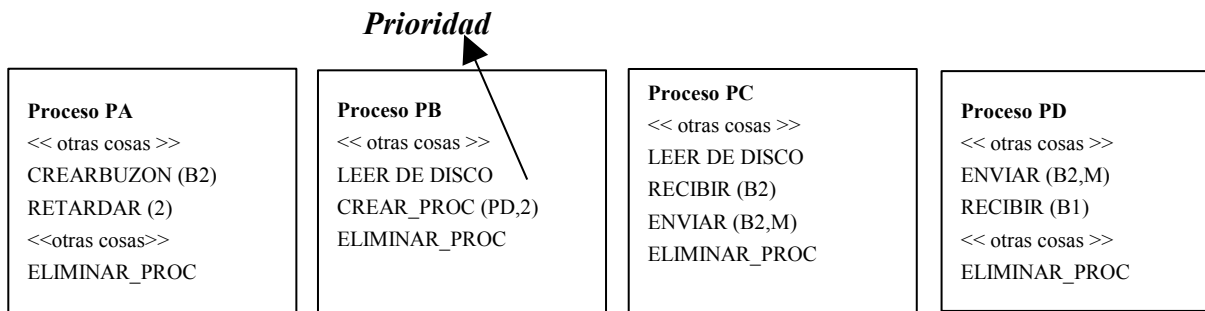 Prioridad
Proceso PA
<< otras cosas >>
CREARBUZON (B2)
RETARDAR (2)
<<otras cosas>>
ELIMINAR_PROC
Proceso PB
<< otras cosas >>
LEER DE DISCO
CREAR_PROC (PD,2)
ELIMINAR_PROC
Proceso PC
<< otras cosas >>
LEER DE DISCO
RECIBIR (B2)
ENVIAR (B2,M)
ELIMINAR_PROC
Proceso PD
<< otras cosas >>
ENVIAR (B2,M)
RECIBIR (B1)
<< otras cosas >>
ELIMINAR_PROC